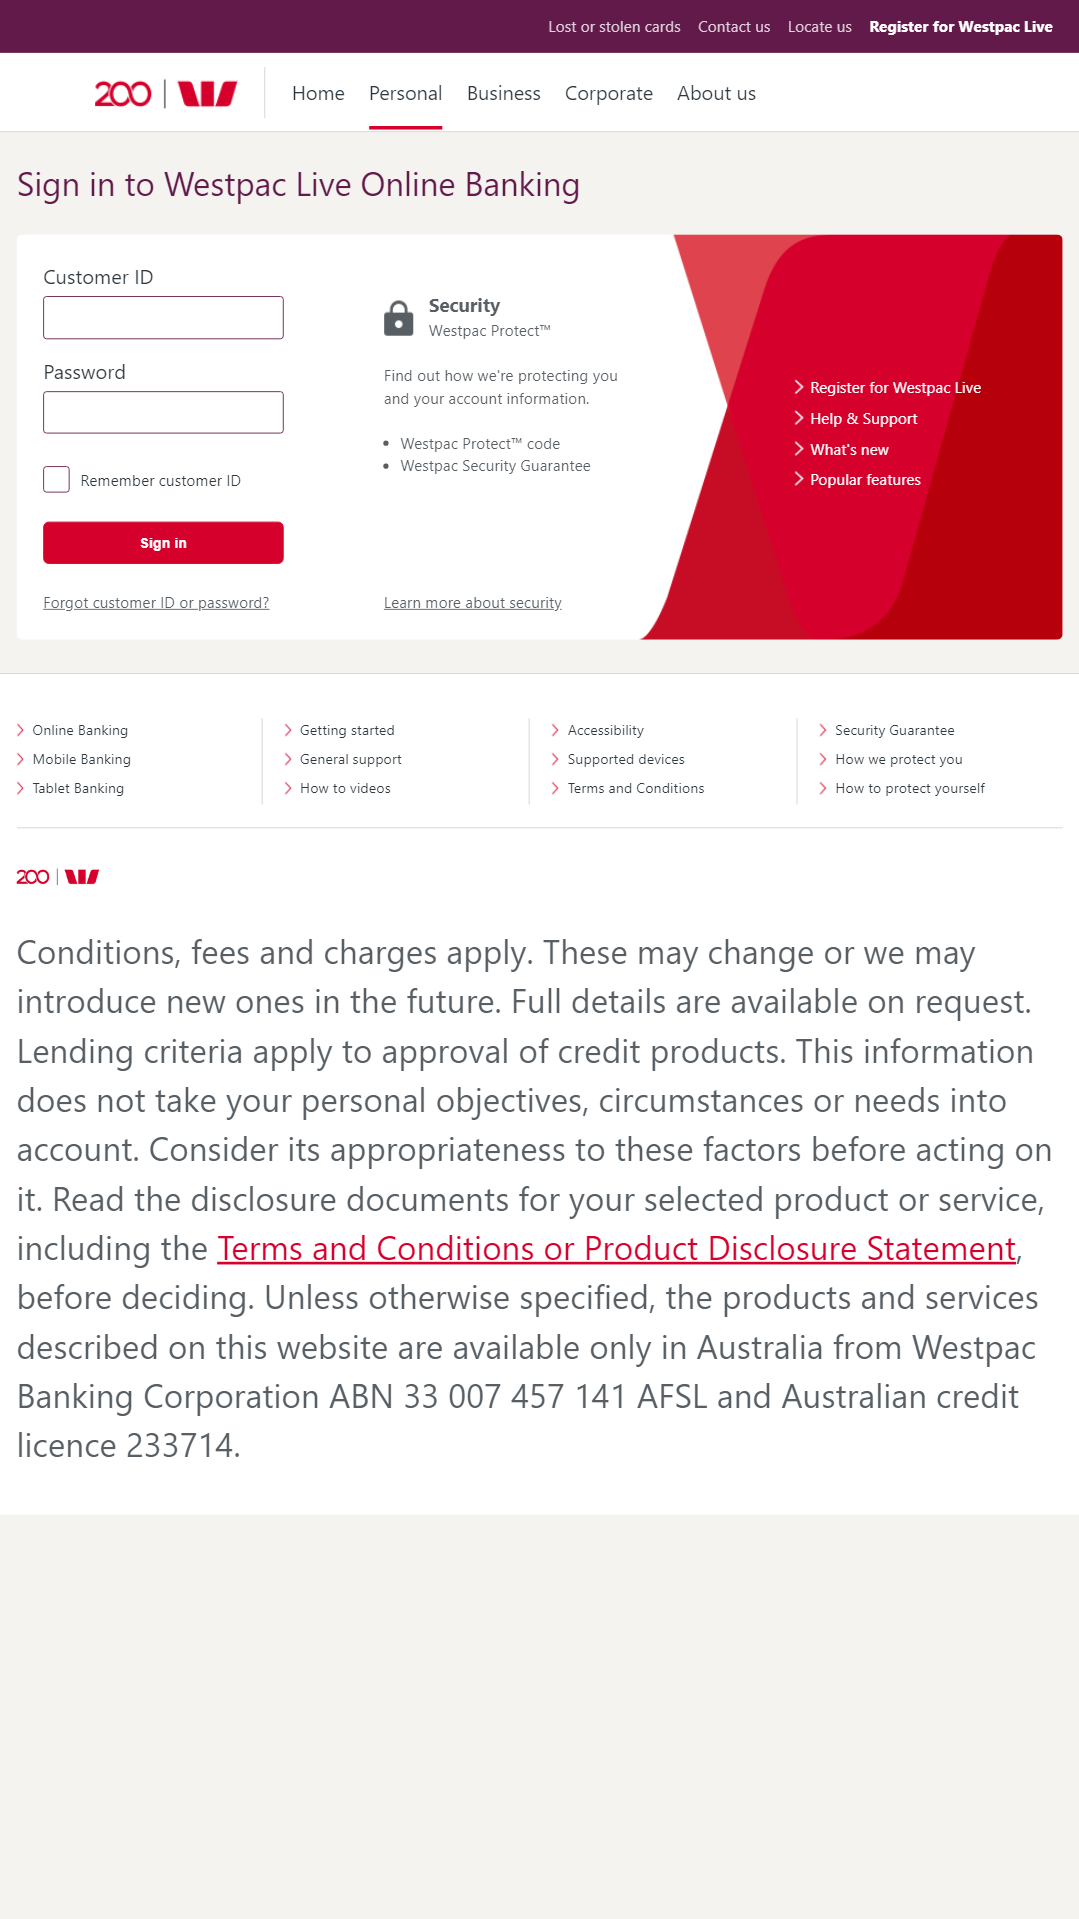 Lost or stolen cards Contact us Locate us Register for Westpac Live
200 Home Personal Business Corporate About us
Sign in to Westpac Live Online Banking
Customer ID
Password
Remember customer ID
Sign in
Forgot customer ID or password?
Security
Westpac Protect™
Find out how we're protecting you
and your account information.
• Westpac Protect™ code
• Westpac Security Guarantee
Learn more about security
Register for Westpac Live
Help & Support
What's new
Popular features
Online Banking
Mobile Banking
Tablet Banking
Getting started
General support
How to videos
Accessibility
Supported devices
Terms and Conditions
Security Guarantee
How we protect you
How to protect yourself
200
Conditions, fees and charges apply. These may change or we may
introduce new ones in the future. Full details are available on request.
Lending criteria apply to approval of credit products. This information
does not take your personal objectives, circumstances or needs into
account. Consider its appropriateness to these factors before acting on
it. Read the disclosure documents for your selected product or service,
including the Terms and Conditions or Product Disclosure Statement,
before deciding. Unless otherwise specified, the products and services
described on this website are available only in Australia from Westpac
Banking Corporation ABN 33 007 457 141 AFSL and Australian credit
licence 233714.